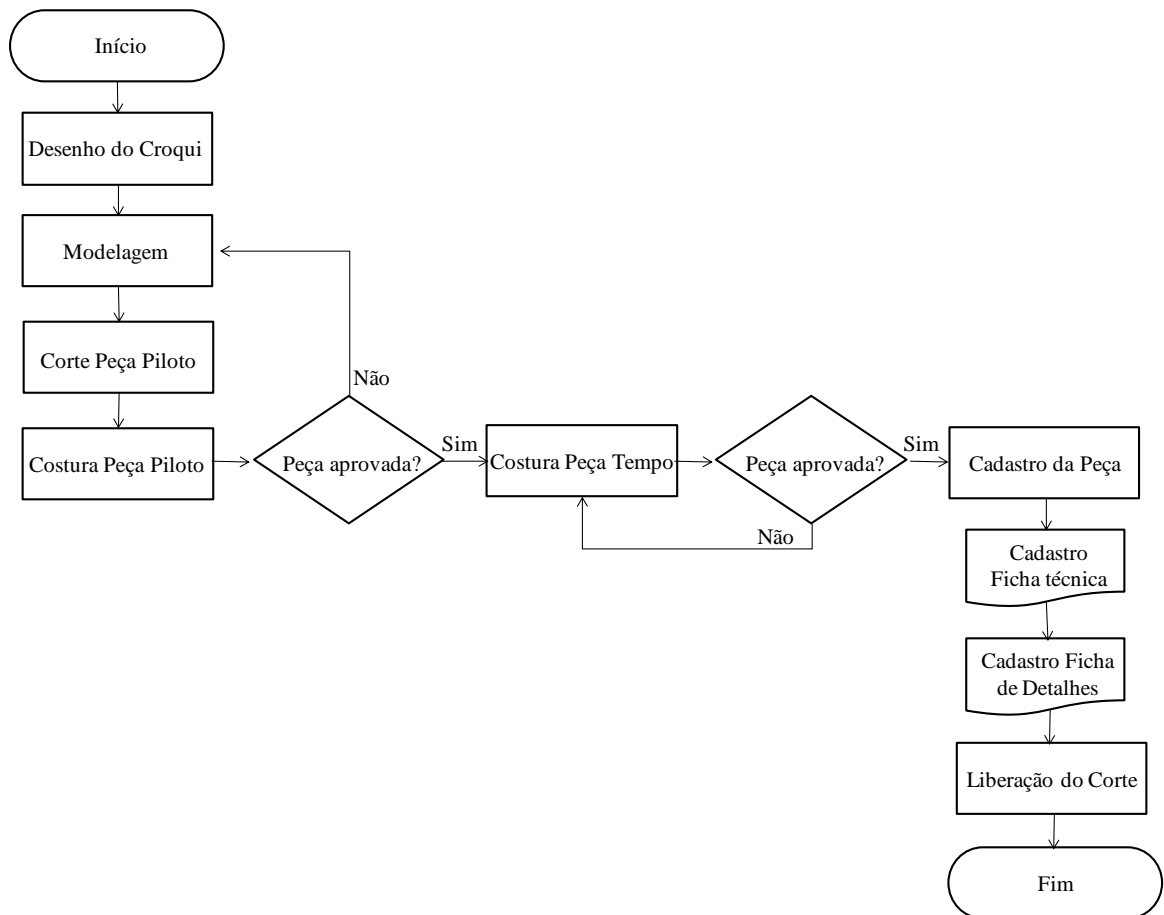 Início
Desenho do Croqui
Modelagem
Corte Peça Piloto
Costura Peça Piloto
Peça aprovada?
Não
Sim
Costura Peça Tempo
Peça aprovada?
Não
Sim
Cadastro da Peça
Cadastro
Ficha técnica
Cadastro Ficha
de Detalhes
Liberação do Corte
Fim